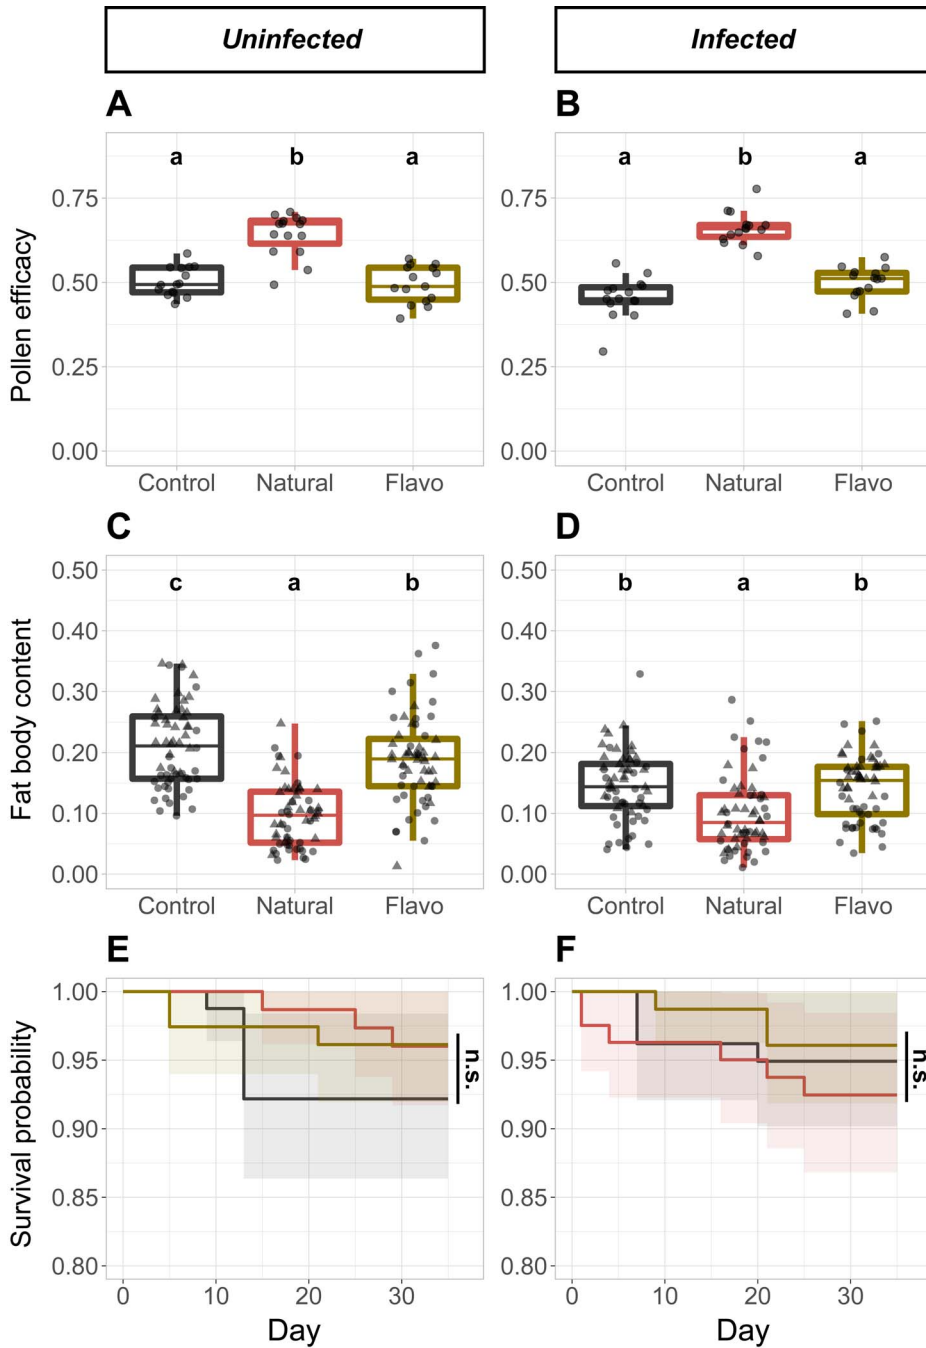 Uninfected
Infected
A
B
Pollen efficacy
a b a
a b a
0.75
0.50
0.25
0.00
0.75
0.50
0.25
0.00
Control Natural Flavo
Control Natural Flavo
C
D
Fat body content
c a b
b a b
0.50
0.40
0.30
0.20
0.10
0.00
0.50
0.40
0.30
0.20
0.10
0.00
Control Natural Flavo
Control Natural Flavo
E
F
Survival probability
1.00
0.95
0.90
0.85
0.80
n.s.
1.00
0.95
0.90
0.85
0.80
n.s.
0 10 20 30
0 10 20 30
Day
Day